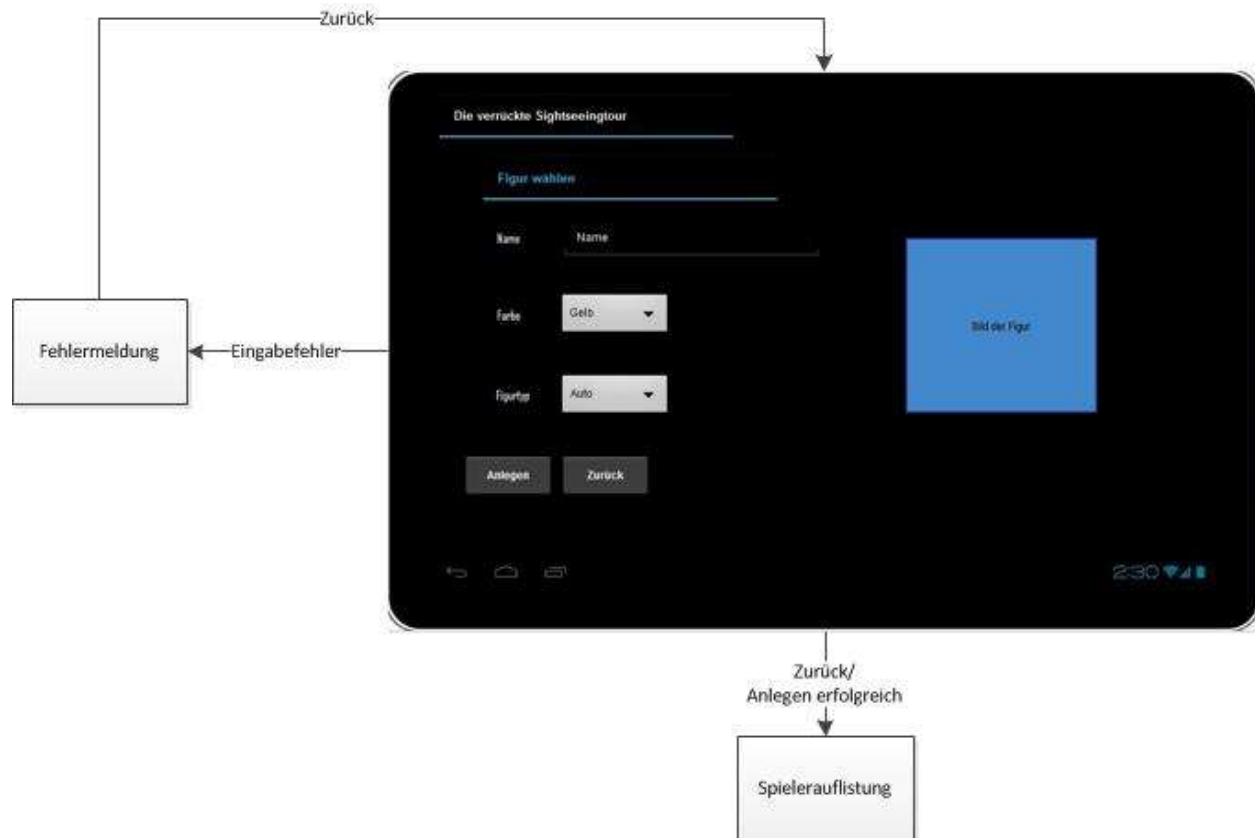 Zurück
Die verrückte Sightseeingtour
Figur wählen
Name
Name
Farbe
Gelb
Figurtyp
Auto
Bild der Figur
Anlegen
Zurück
2:30
Fehlermeldung
Eingabefehler
Zurück/
Anlegen erfolgreich
Spielerauflistung